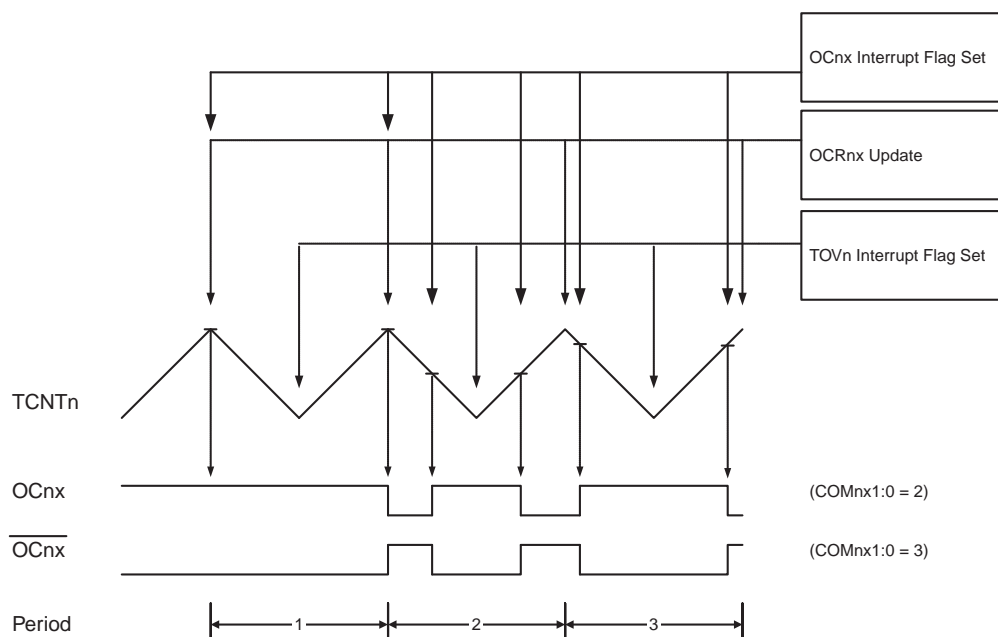 OCnx Interrupt Flag Set
OCRnx Update
TOVn Interrupt Flag Set
TCNTn
OCnx
(COMnx1:0 = 2)
OCnx
(COMnx1:0 = 3)
Period
1
2
3